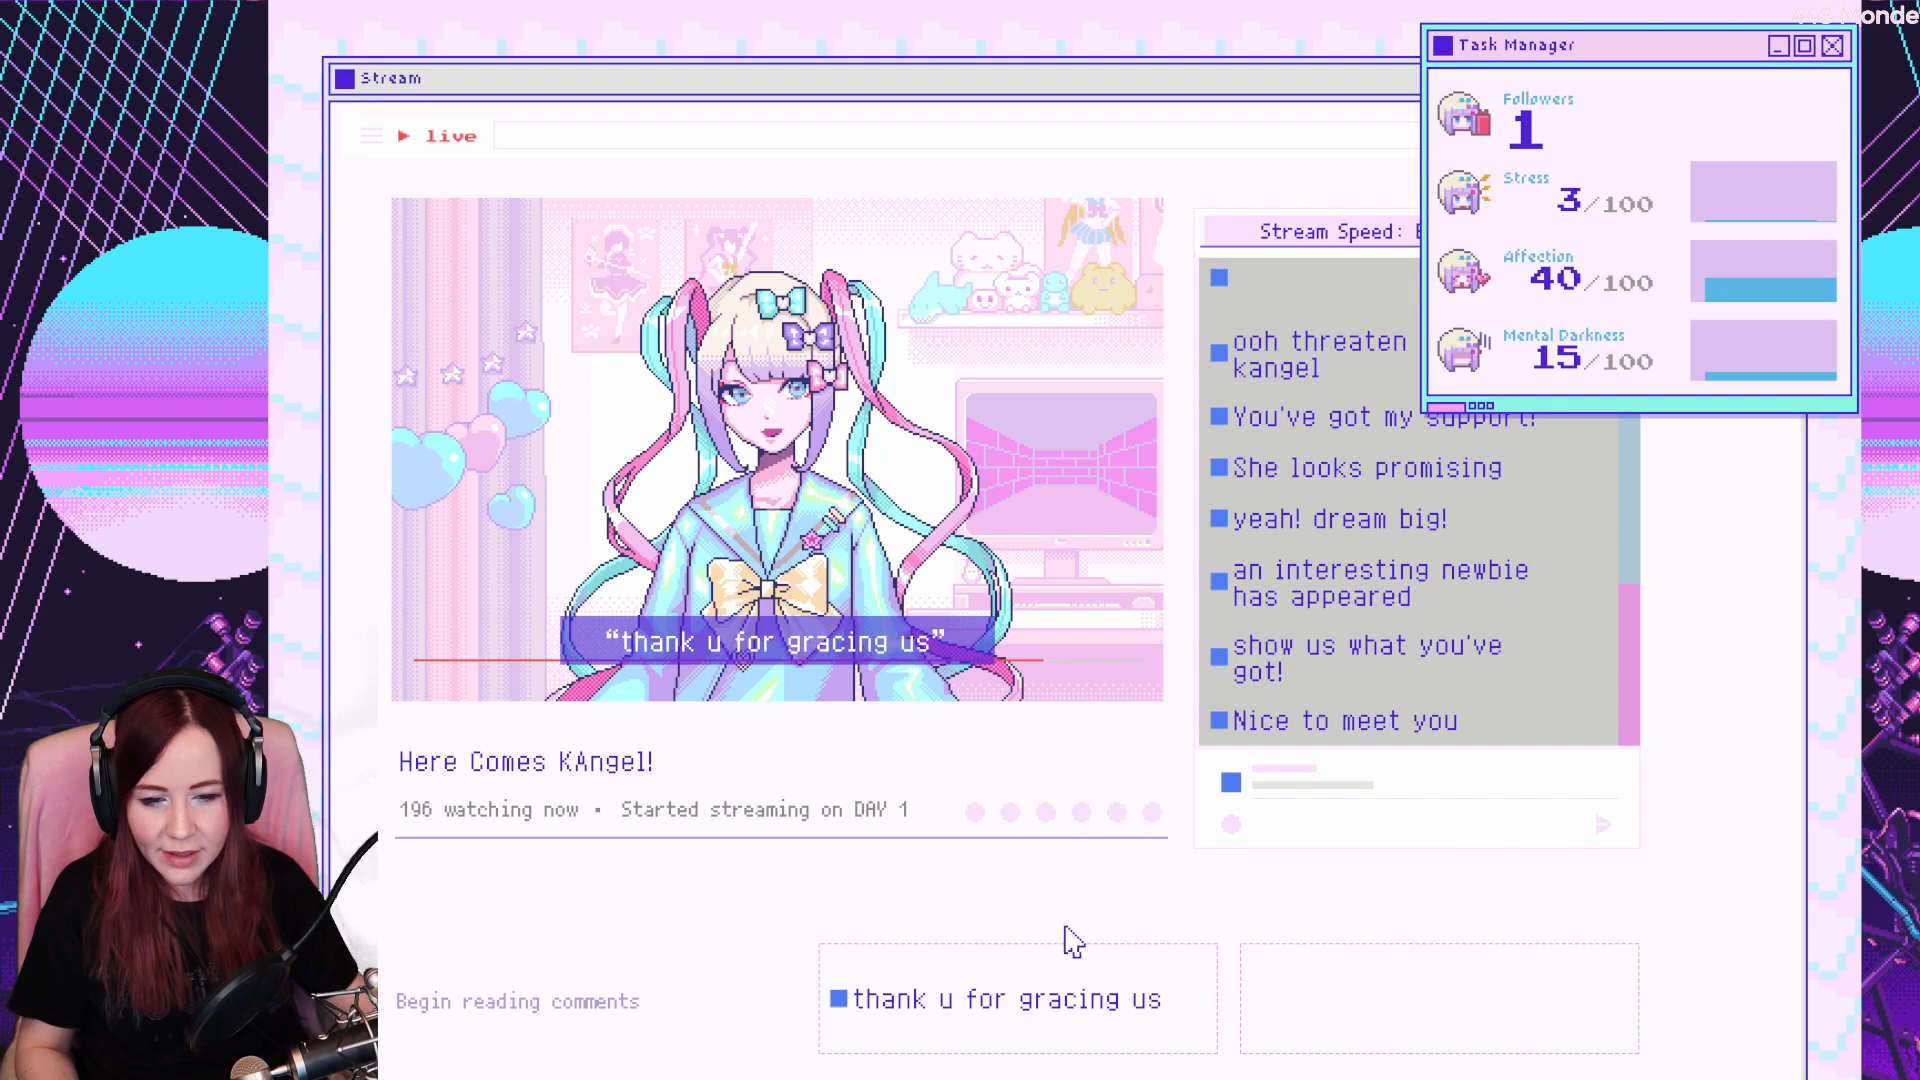 Monde
Task Manager
Stream
live
Followers
1
Stress
3/100
Affection
40/100
Mental Darkness
15/100
Stream Speed:
ooh threaten
kangel
You've got my support!
She looks promising
yeah! dream big!
an interesting newbie
has appeared
show us what you've
got!
Nice to meet you
“thank u for gracing us”
Here Comes KAngel!
196 watching now • Started streaming on DAY 1
Begin reading comments
thank u for gracing us